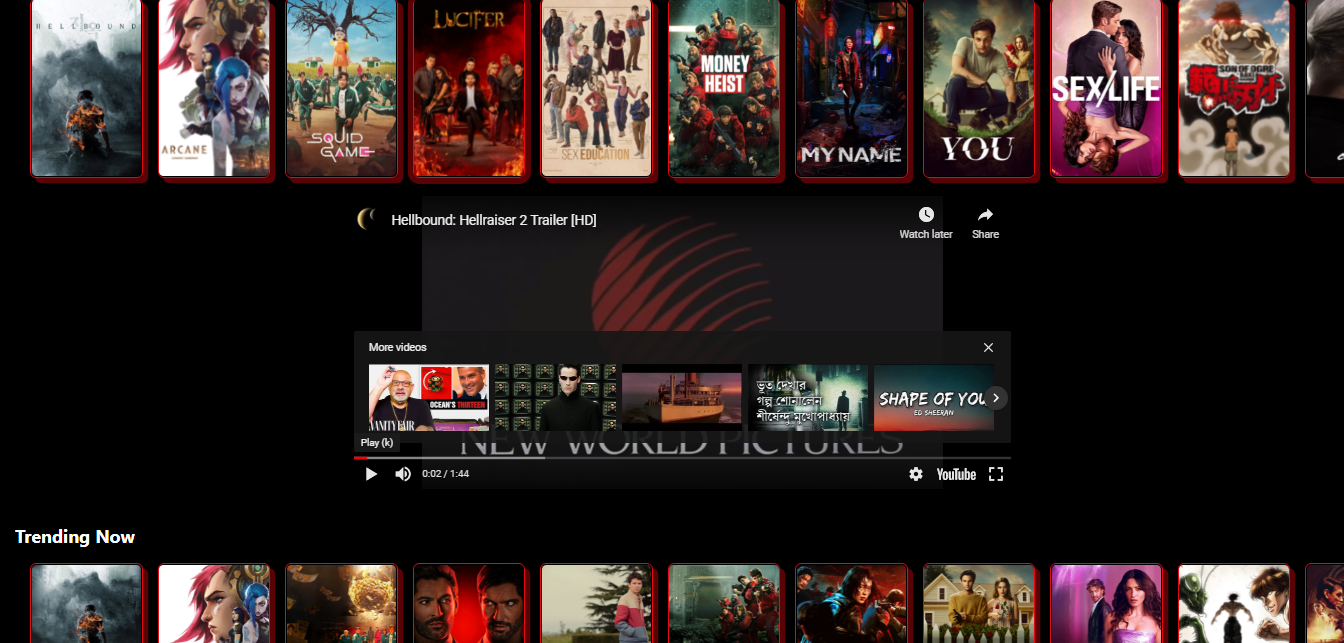 HELLBOUND
ARCANE
SQUID
GAME
LUCIFER
SEX EDUCATION
MONEY
HEIST
MY NAME
YOU
SEX/LIFE
SON OF OGRE
Hellbound: Hellraiser 2 Trailer [HD]
Watch later
Share
More videos
OCEAN'S THIRTEEN
VANITY FAIR
ভূত দেখার
গল্প শোনালেন
শীর্ষেন্দু মুখোপাধ্যায়
SHAPE OF YOU
ED SHEERAN
Play (k)
NEW WORLD PICTURES
0:02 / 1:44
YouTube
Trending Now